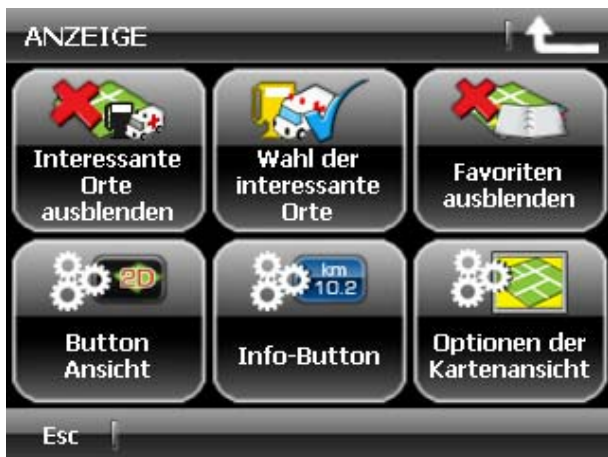 ANZEIGE
Interessante
Orte
ausblenden
Wahl der
interessante
Orte
Favoriten
ausblenden
2D
Button
Ansicht
km
10.2
Info-Button
Optionen der
Kartenansicht
Esc